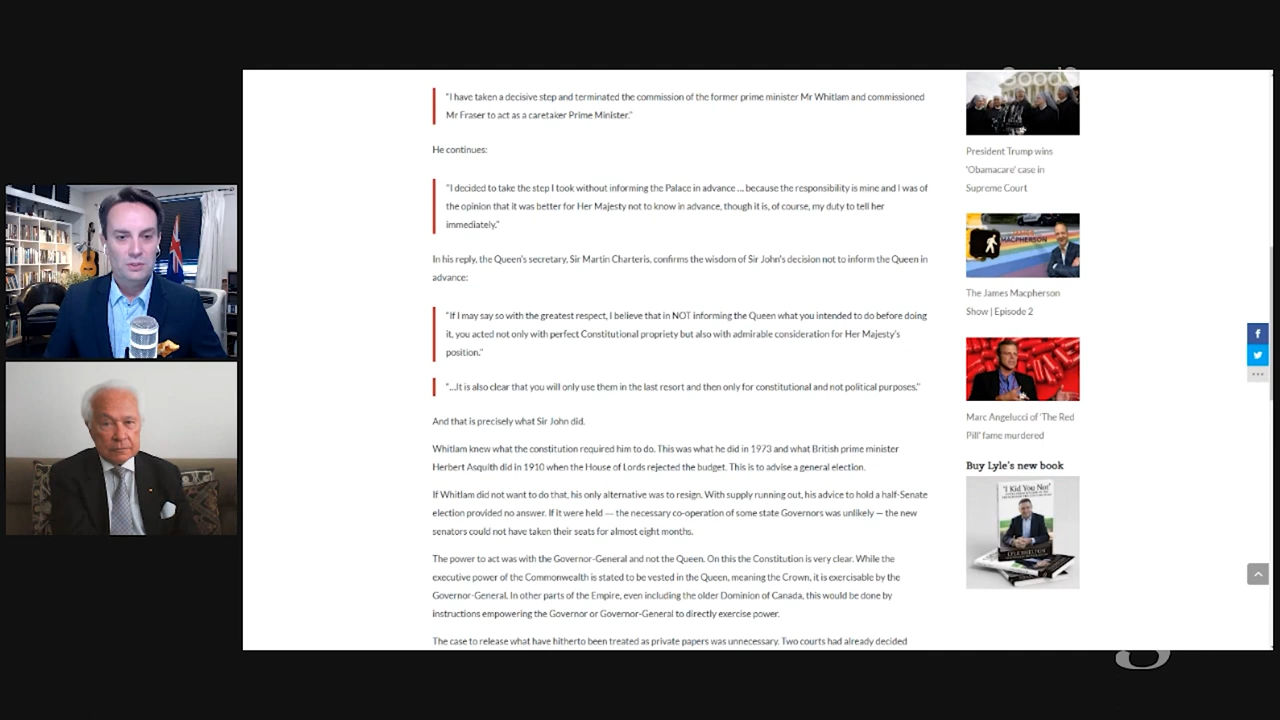 “I have taken a decisive step and terminated the commission of the former prime minister Mr Whitlam and commissioned
Mr Fraser to act as a caretaker Prime Minister.”
He continues:
“I decided to take the step I took without informing the Palace in advance ... because the responsibility is mine and I was of
the opinion that it was better for Her Majesty not to know in advance, though it is, of course, my duty to tell her
immediately.”
In his reply, the Queen’s secretary, Sir Martin Charteris, confirms the wisdom of Sir John’s decision not to inform the Queen in
advance:
“If I may say so with the greatest respect, I believe that in NOT informing the Queen what you intended to do before doing
it, you acted not only with perfect Constitutional propriety but also with admirable consideration for Her Majesty’s
position.”
“...It is also clear that you will only use them in the last resort and then only for constitutional and not political purposes.”
And that is precisely what Sir John did.
Whitlam knew what the constitution required him to do. This was what he did in 1973 and what British prime minister
Herbert Asquith did in 1910 when the House of Lords rejected the budget. This is to advise a general election.
If Whitlam did not want to do that, his only alternative was to resign. With supply running out, his advice to hold a half-Senate
election provided no answer. If it were held — the necessary co-operation of some state Governors was unlikely — the new
senators could not have taken their seats for almost eight months.
The power to act was with the Governor-General and not the Queen. On this the Constitution is very clear. While the
executive power of the Commonwealth is stated to be vested in the Queen, meaning the Crown, it is exercisable by the
Governor-General. In other parts of the Empire, even including the older Dominion of Canada, this would be done by
instructions empowering the Governor or Governor-General to directly exercise power.
The case to release what have hitherto been treated as private papers was unnecessary. Two courts had already decided
President Trump wins
‘Obamacare’ case in
Supreme Court
MACPHERSON
The James Macpherson
Show | Episode 2
Marc Angelucci of ‘The Red
Pill’ fame murdered
Buy Lyle’s new book
‘I Kid You Not’
LYLE SHELTON